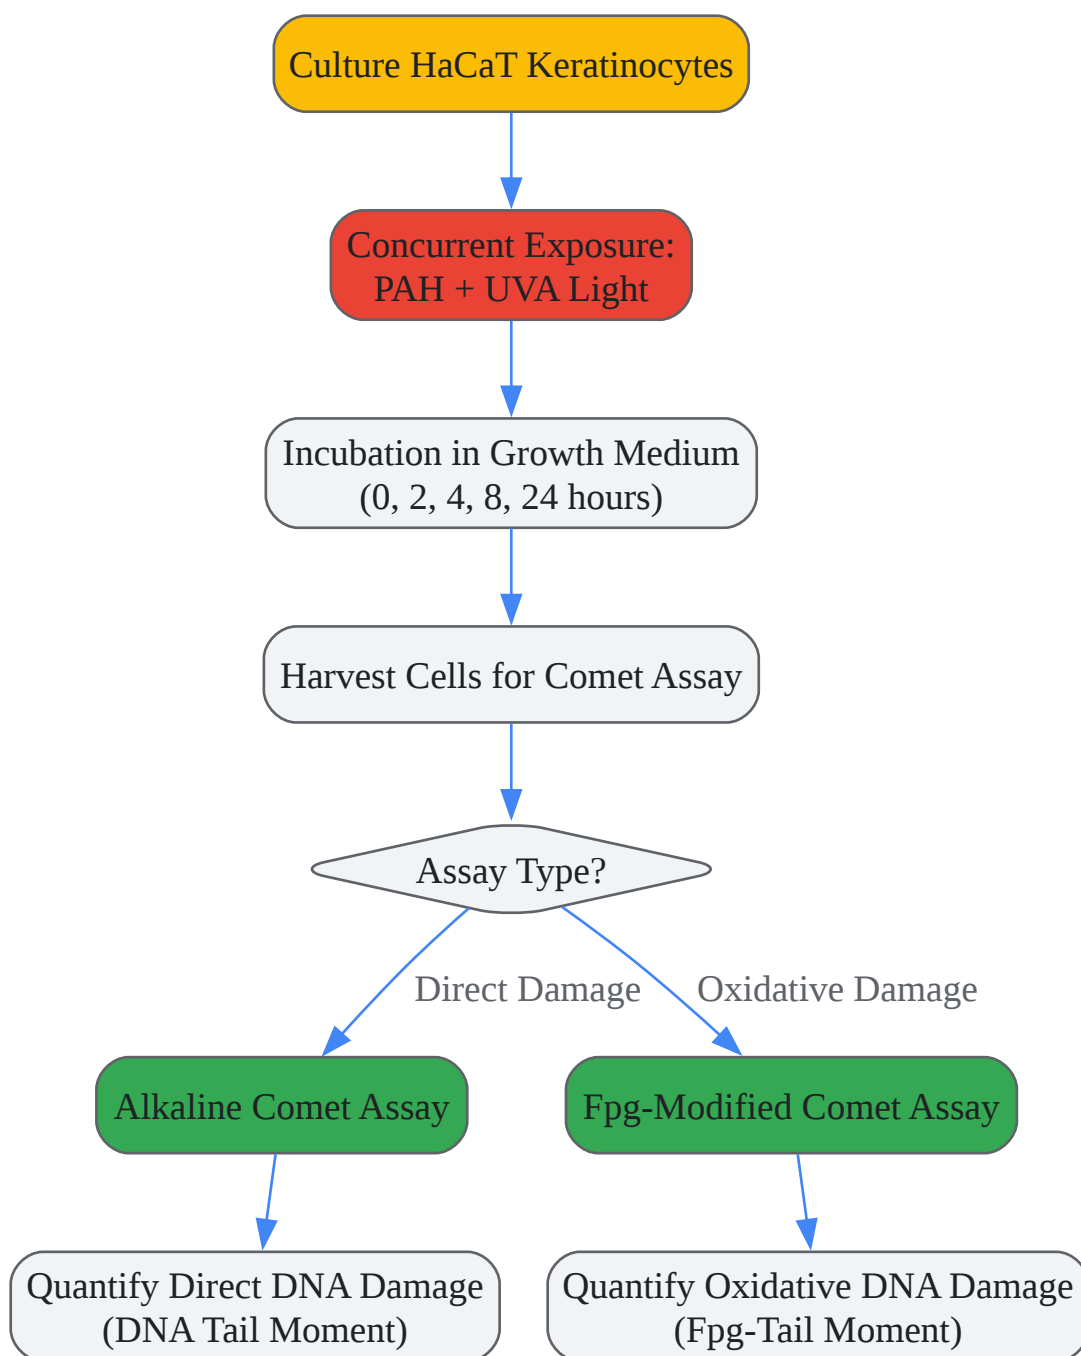 Culture HaCaT Keratinocytes
Concurrent Exposure:
PAH + UVA Light
Incubation in Growth Medium
(0, 2, 4, 8, 24 hours)
Harvest Cells for Comet Assay
Assay Type?
Direct Damage
Oxidative Damage
Alkaline Comet Assay
Fpg-Modified Comet Assay
Quantify Direct DNA Damage
(DNA Tail Moment)
Quantify Oxidative DNA Damage
(Fpg-Tail Moment)